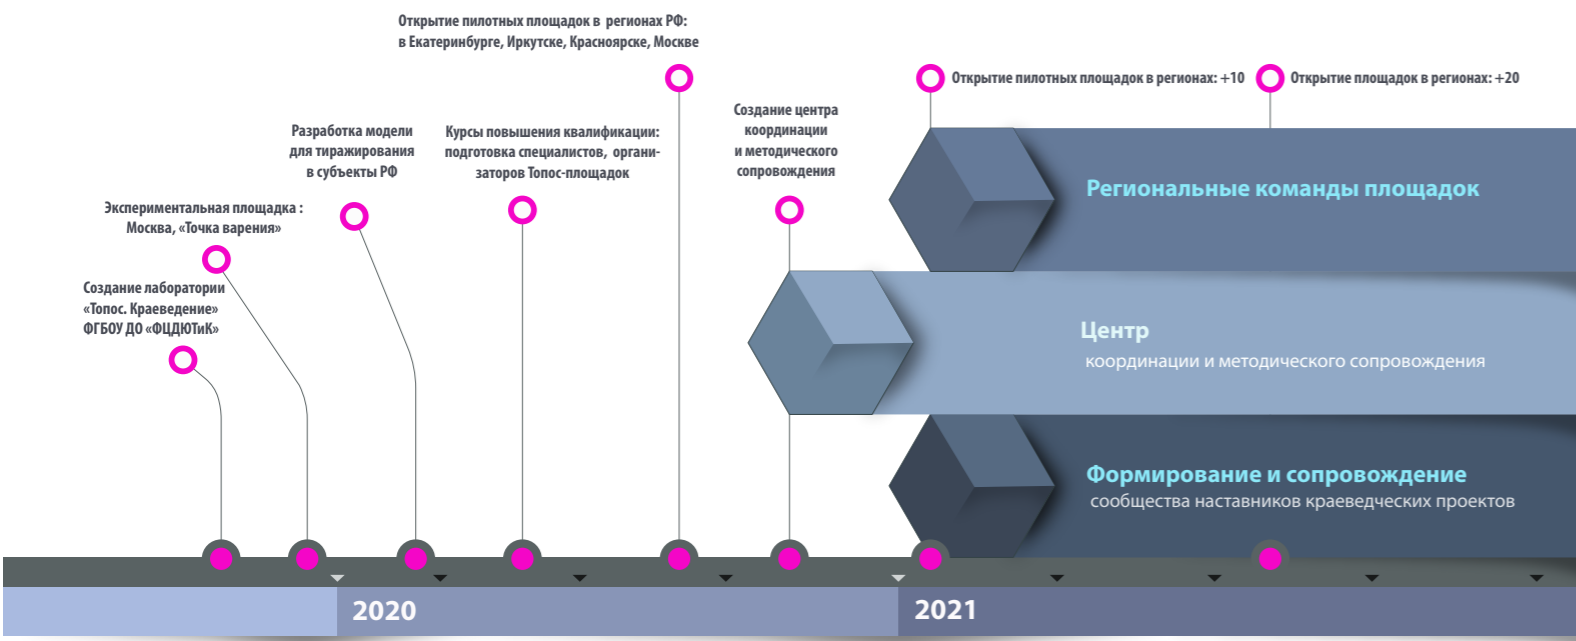 Открытие пилотных площадок в регионах РФ:
в Екатеринбурге, Иркутске, Красноярске, Москве
Открытие пилотных площадок в регионах: +10
Открытие площадок в регионах: +20
Создание центра
координации
и методического
сопровождения
Разработка модели
для тиражирования
в субъекты РФ
Курсы повышения квалификации:
подготовка специалистов, органи-
заторов Топос-площадок
Экспериментальная площадка :
Москва, «Точка варения»
Создание лаборатории
«Топос. Краеведение»
ФГБОУ ДО «ФЦДЮТиК»
Региональные команды площадок
Центр
координации и методического сопровождения
Формирование и сопровождение
сообщества наставников краеведческих проектов
2020
2021